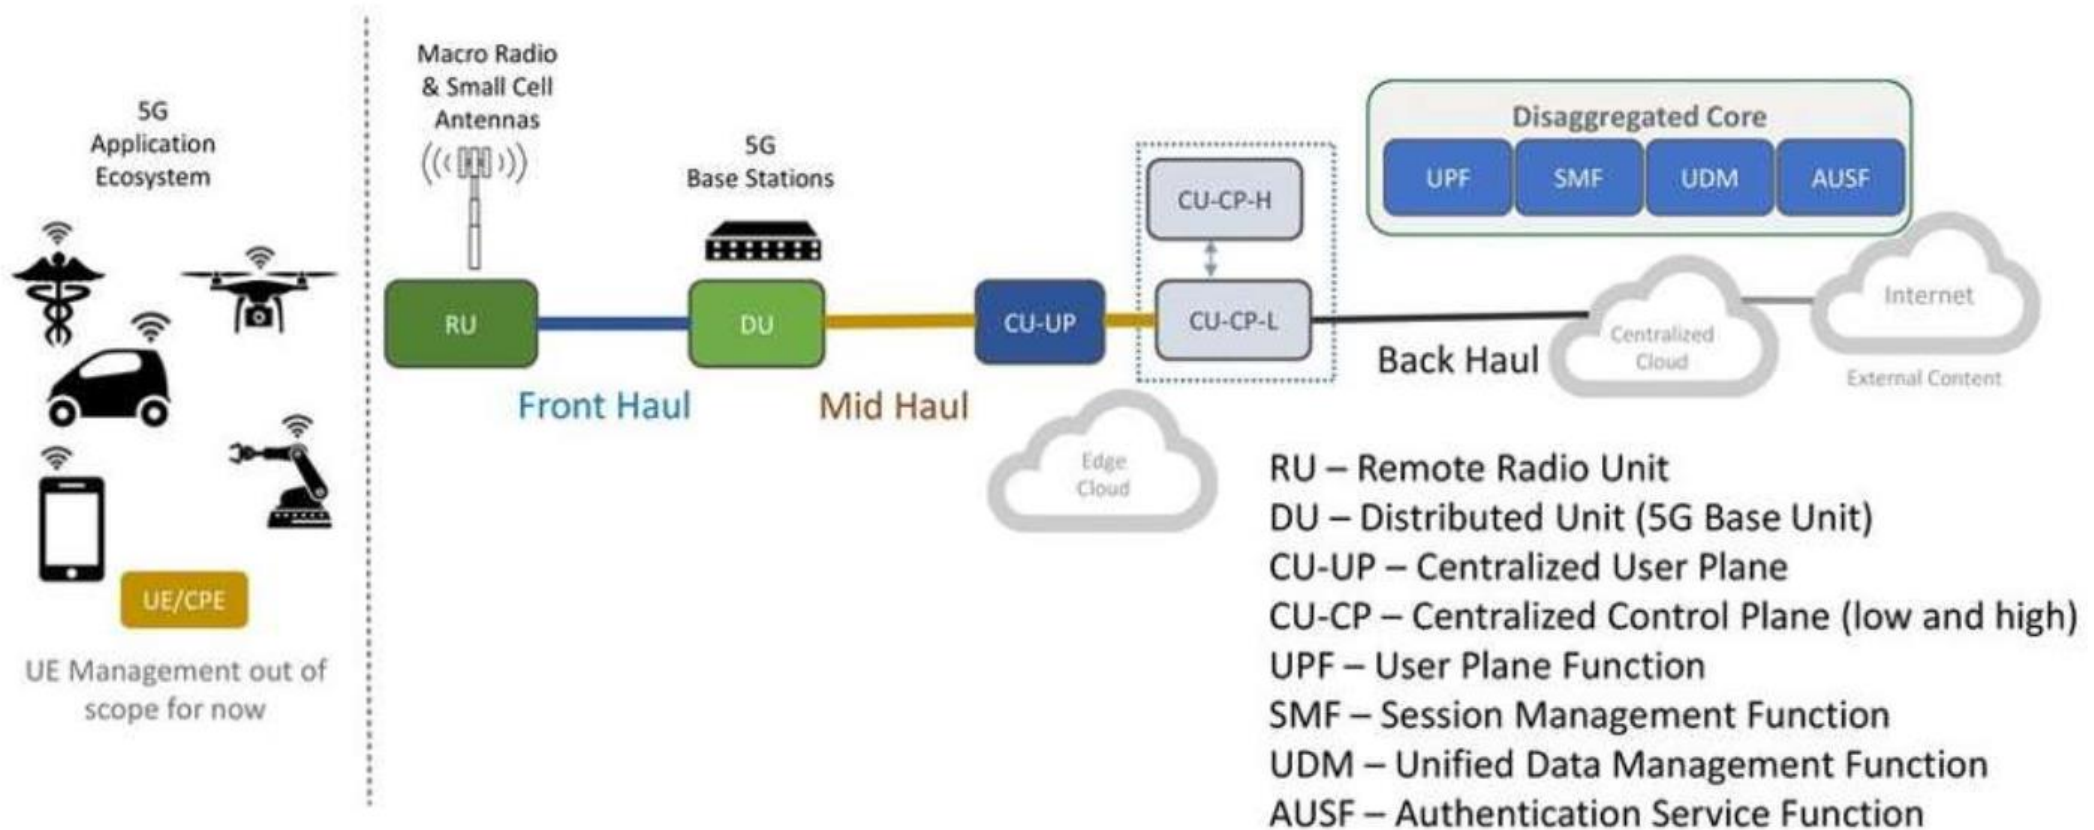 5G
Application
Ecosystem
UE/CPE
UE Management out of
scope for now
Macro Radio
& Small Cell
Antennas
RU
Front Haul
5G
Base Stations
DU
Mid Haul
CU-UP
CU-CP-H
CU-CP-L
Edge
Cloud
Back Haul
Disaggregated Core
UPF
SMF
UDM
AUSF
Centralized
Cloud
Internet
External Content
RU – Remote Radio Unit
DU – Distributed Unit (5G Base Unit)
CU-UP – Centralized User Plane
CU-CP – Centralized Control Plane (low and high)
UPF – User Plane Function
SMF – Session Management Function
UDM – Unified Data Management Function
AUSF – Authentication Service Function